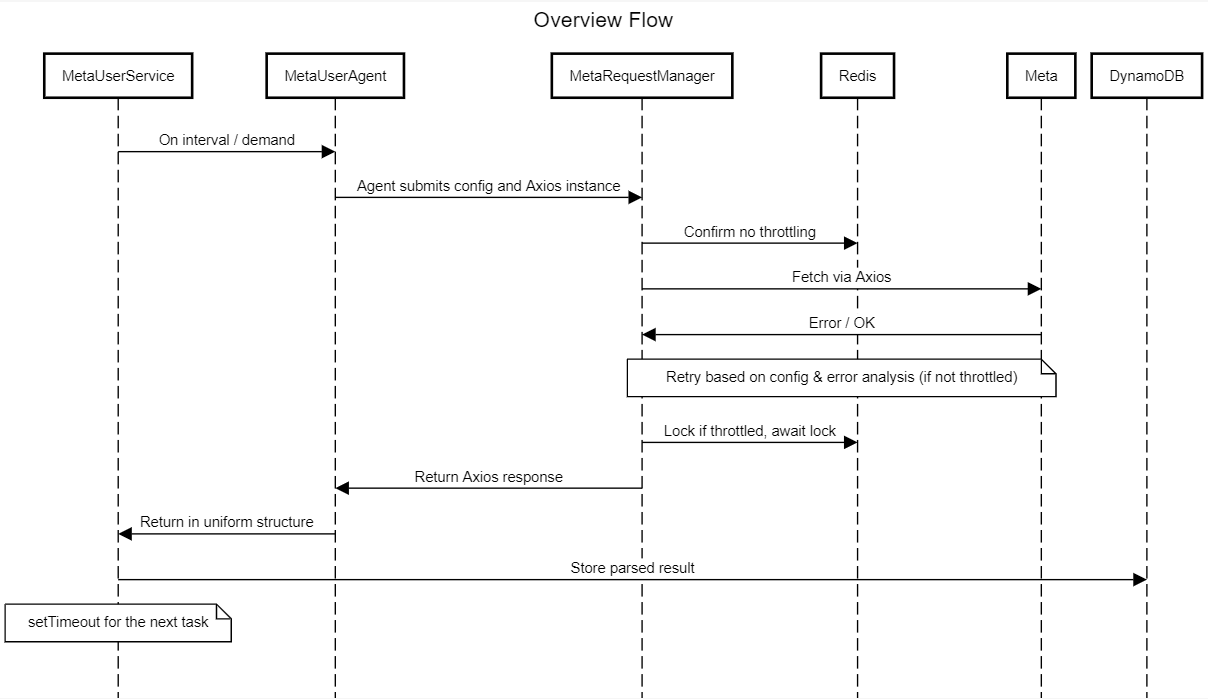 Overview Flow
MetaUserService
MetaUserAgent
MetaRequestManager
Redis
Meta
DynamoDB
On interval / demand
Agent submits config and Axios instance
Confirm no throttling
Fetch via Axios
Error / OK
Retry based on config & error analysis (if not throttled)
Lock if throttled, await lock
Return Axios response
Return in uniform structure
Store parsed result
setTimeout for the next task